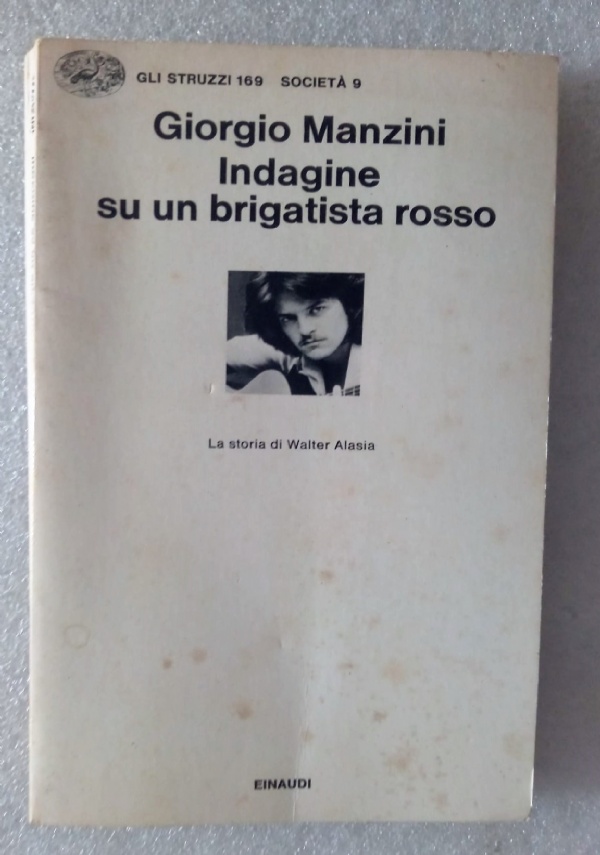 GLI STRUZZI 169 SOCIETÀ 9
Giorgio Manzini
Indagine
su un brigatista rosso
La storia di Walter Alasia
EINAUDI